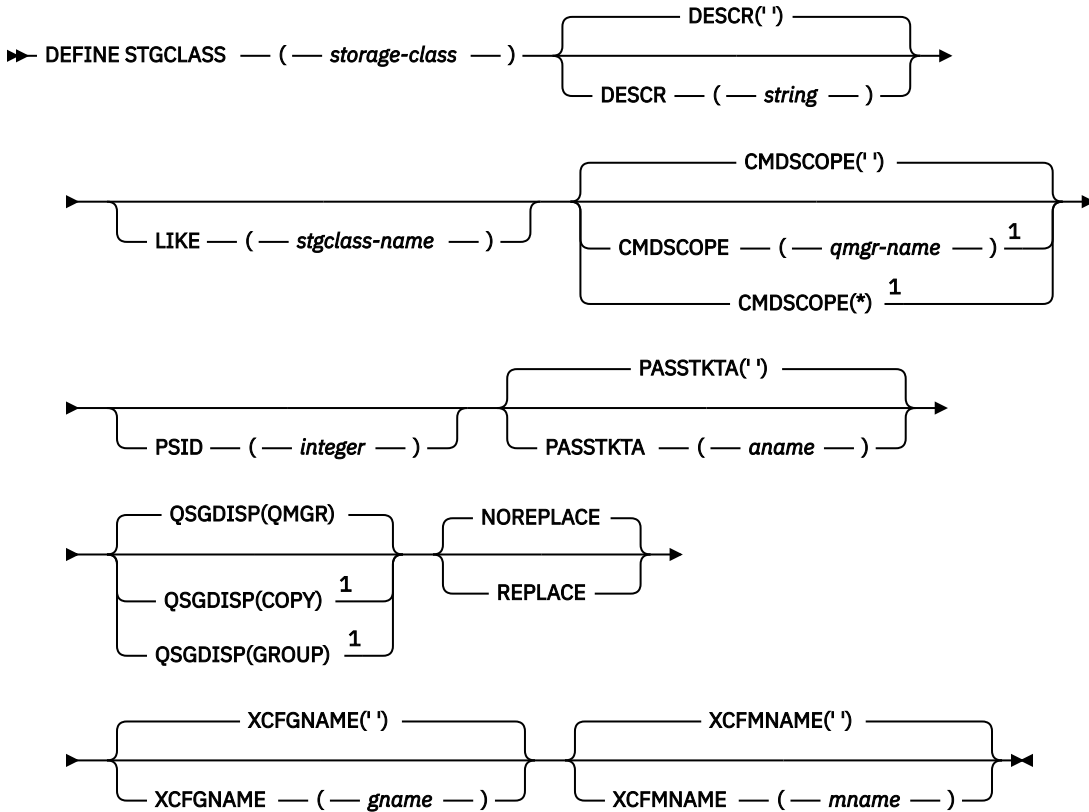 DESCR(' ')
DEFINE STGCLASS ( storage-class )
DESCR ( string )
CMDSCOPE(' ')
LIKE ( stgclass-name )
CMDSCOPE ( qmgr-name ) 1
CMDSCOPE(*) 1
PASSTKTA(' ')
PSID ( integer )
PASSTKTA ( aname )
QSGDISP(QMGR)
NOREPLACE
QSGDISP(COPY) 1
REPLACE
QSGDISP(GROUP) 1
XCFGNAME(' ')
XCFMNAME(' ')
XCFGNAME ( gname )
XCFMNAME ( mname )